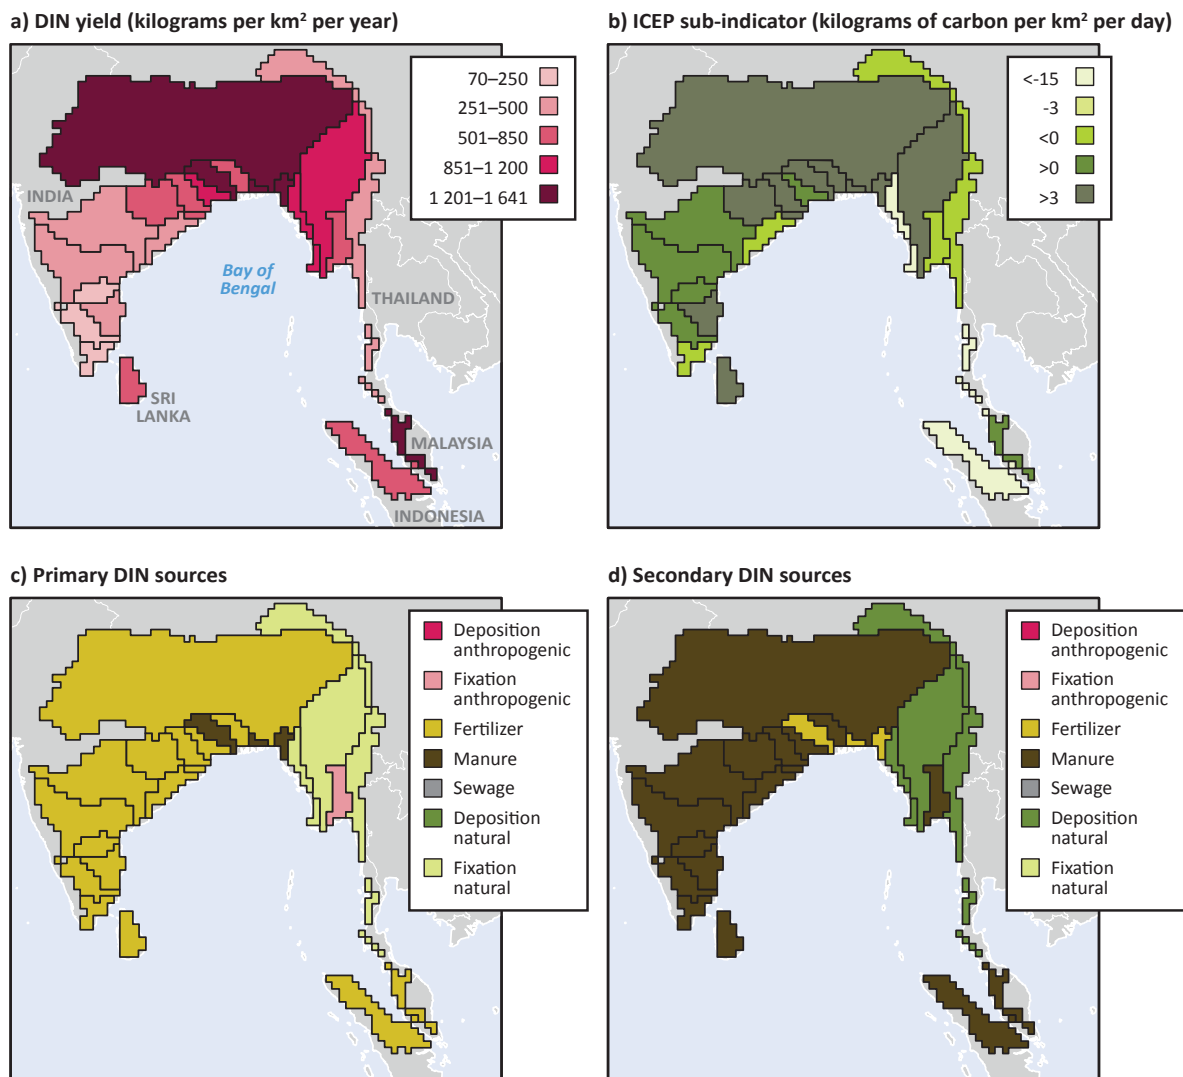 a) DIN yield (kilograms per km² per year)
70–250
251–500
501–850
851–1 200
1 201–1 641
INDIA
Bay of
Bengal
THAILAND
SRI
LANKA
MALAYSIA
INDONESIA
b) ICEP sub-indicator (kilograms of carbon per km² per day)
<-15
-3
<0
>0
>3
c) Primary DIN sources
Deposition
anthropogenic
Fixation
anthropogenic
Fertilizer
Manure
Sewage
Deposition
natural
Fixation
natural
d) Secondary DIN sources
Deposition
anthropogenic
Fixation
anthropogenic
Fertilizer
Manure
Sewage
Deposition
natural
Fixation
natural